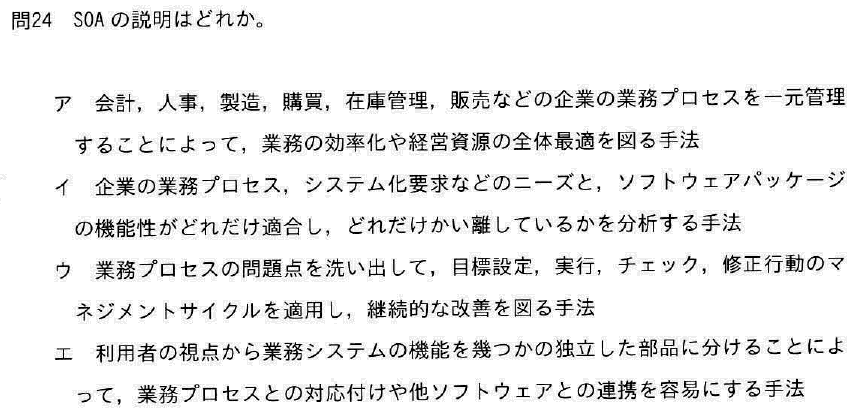 問24 SOA の説明はどれか。
ア 会計，人事，製造，購買，在庫管理，販売などの企業の業務プロセスを一元管理
することによって，業務の効率化や経営資源の全体最適を図る手法
イ 企業の業務プロセス，システム化要求などのニーズと，ソフトウェアパッケージ
の機能性がどれだけ適合し，どれだけかい離しているかを分析する手法
ウ 業務プロセスの問題点を洗い出して，目標設定，実行，チェック，修正行動のマ
ネジメントサイクルを適用し，継続的な改善を図る手法
エ 利用者の視点から業務システムの機能を幾つかの独立した部品に分けることによ
って，業務プロセスとの対応付けや他ソフトウェアとの連携を容易にする手法